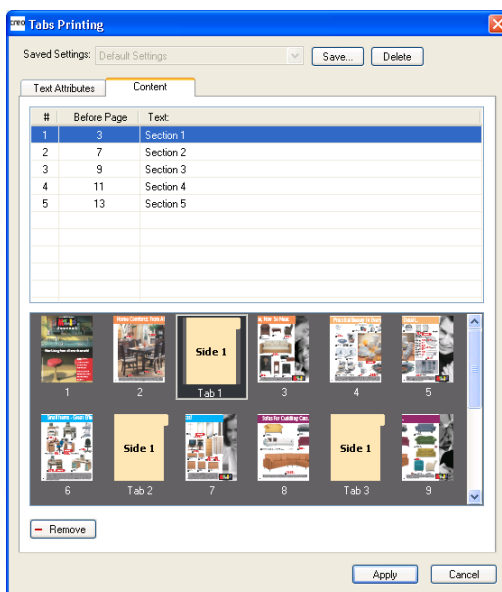 creo Tabs Printing
Saved Settings: Default Settings Save... Delete
Text Attributes Content
# Before Page Text:
1 3 Section 1
2 7 Section 2
3 9 Section 3
4 11 Section 4
5 13 Section 5
Side 1
1 2 Tab 1 3 4 5
Side 1 Side 1
6 Tab 2 7 8 Tab 3 9
Remove
Apply Cancel